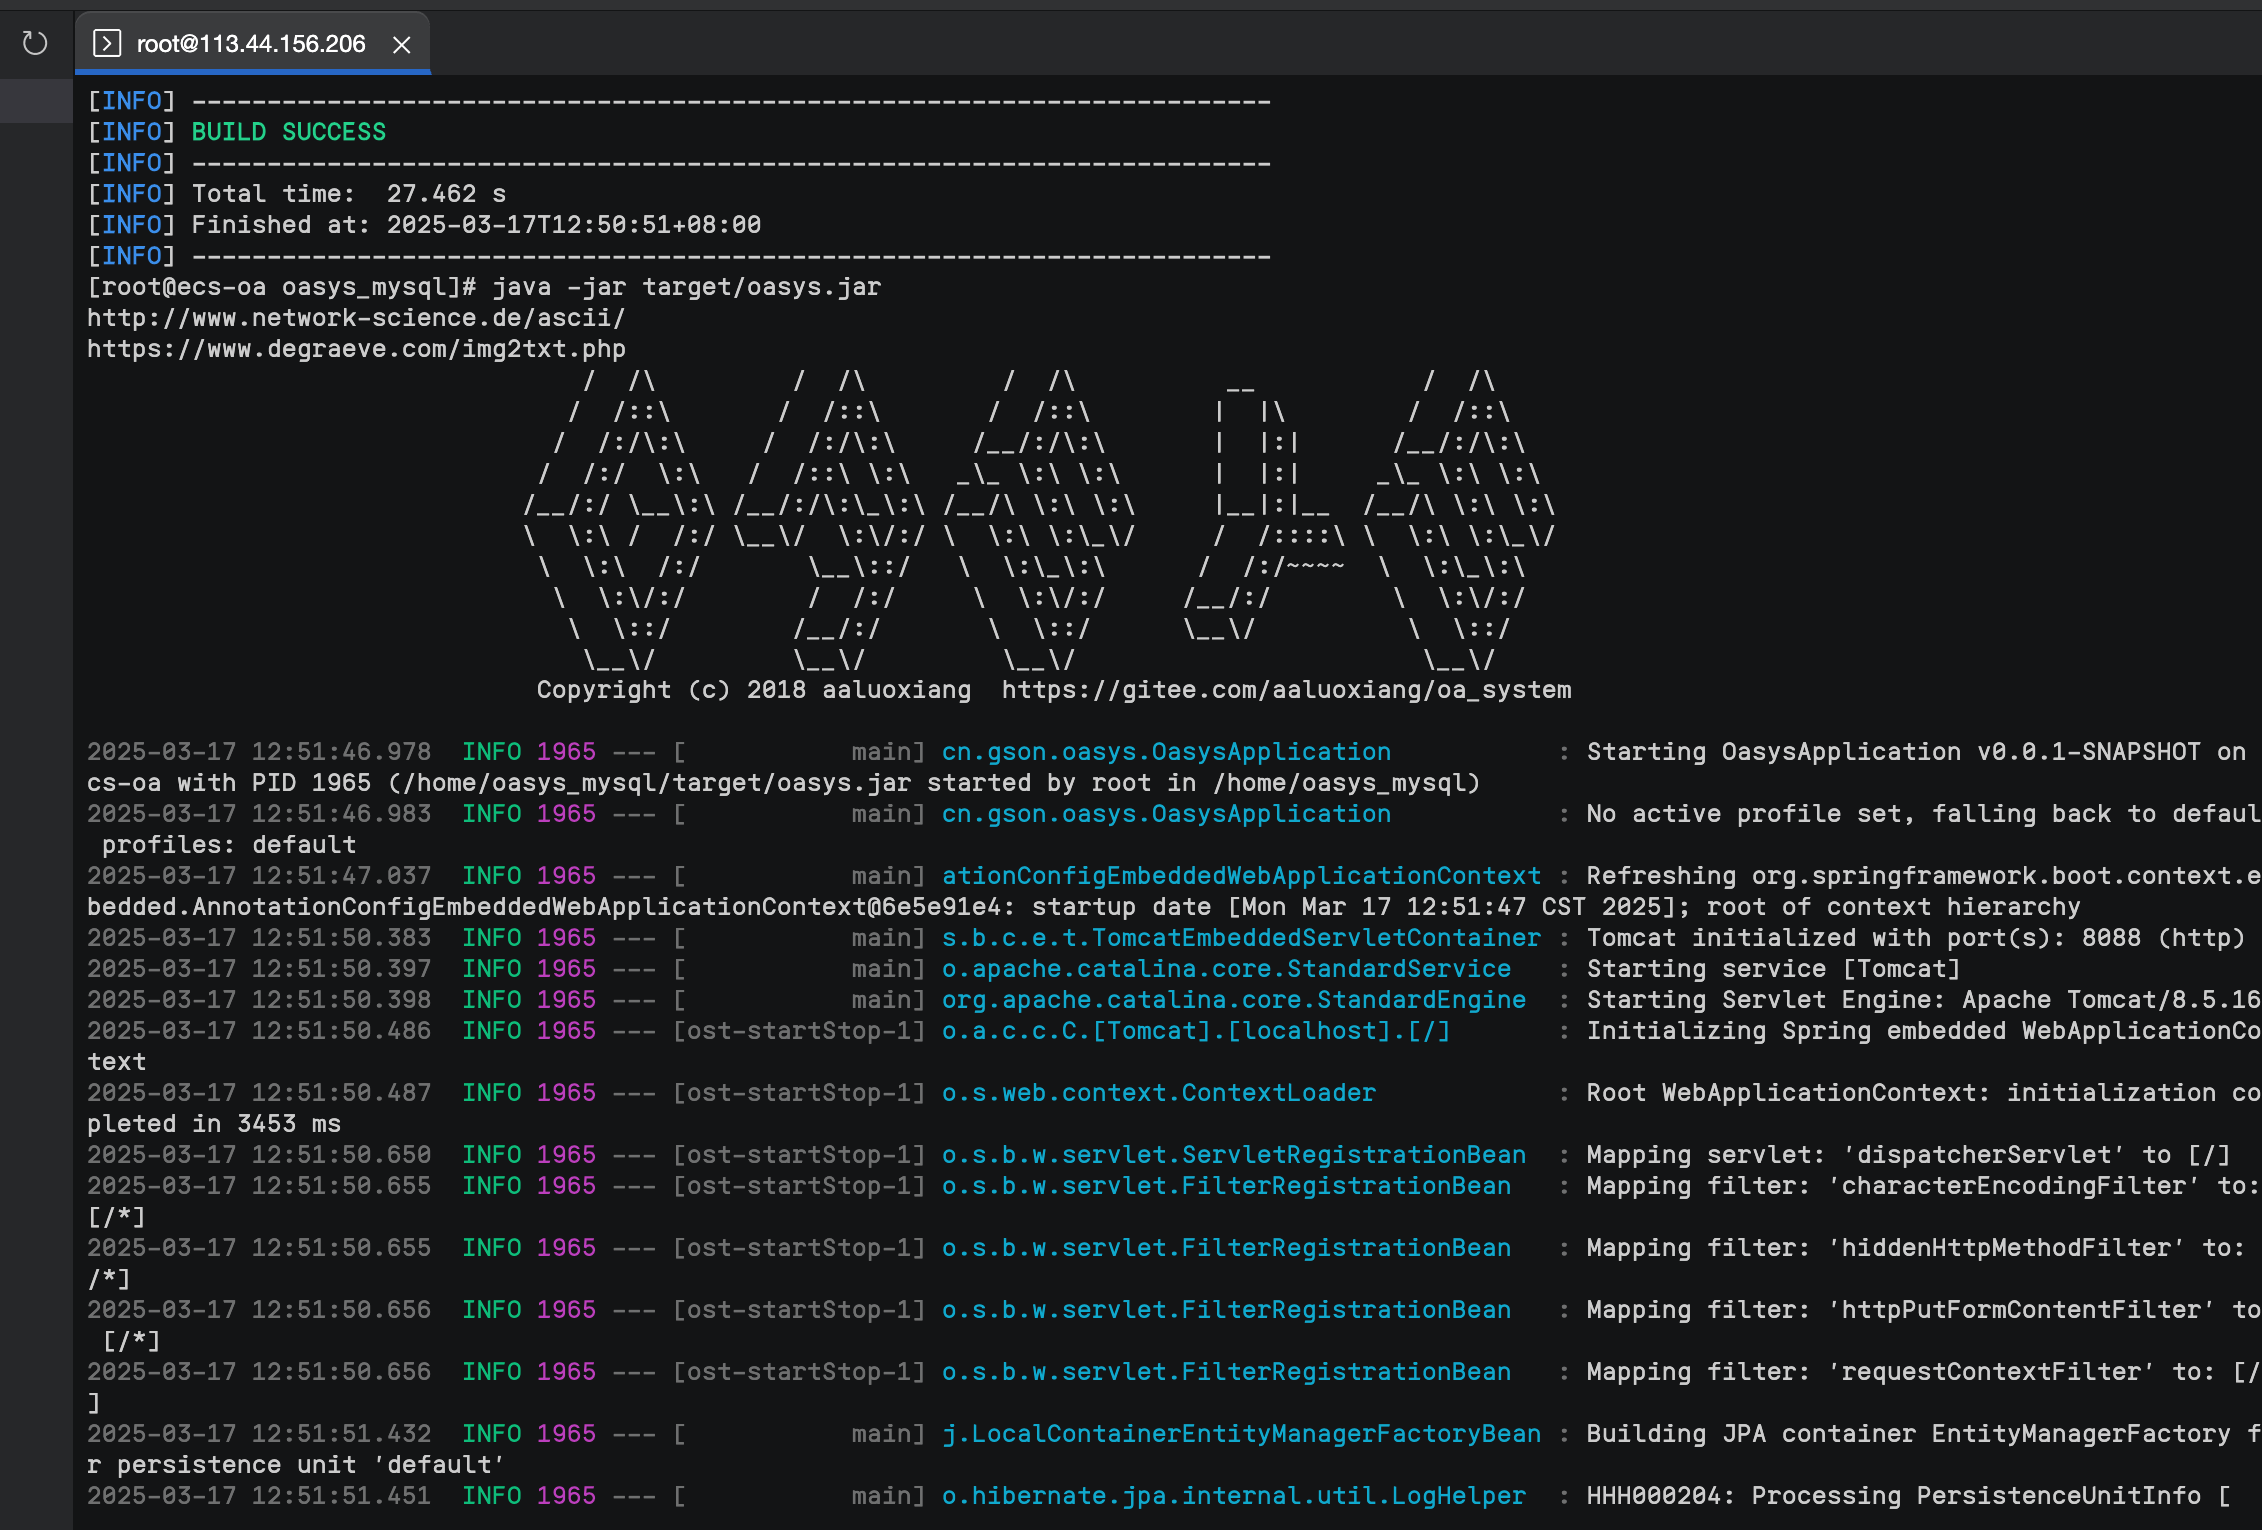 root@113.44.156.206
[INFO] ------------------------------------------------------------------------
[INFO] BUILD SUCCESS
[INFO] ------------------------------------------------------------------------
[INFO] Total time:  27.462 s
[INFO] Finished at: 2025-03-17T12:50:51+08:00
[INFO] ------------------------------------------------------------------------
[root@ecs-oa oasys_mysql]# java -jar target/oasys.jar
http://www.network-science.de/ascii/
https://www.degraeve.com/img2txt.php
                                 /  /\         /  /\         /  /\          __           /  /\
                                /  /::\       /  /::\       /  /::\        |  |\        /  /::\
                               /  /:/\:\     /  /:/\:\     /__/:/\:\       |  |:|      /__/:/\:\
                              /  /:/  \:\   /  /::\ \:\   _\_ \:\ \:\      |  |:|     _\_ \:\ \:\
                             /__/:/ \__\:\ /__/:/\:\_\:\ /__/\ \:\ \:\     |__|:|__  /__/\ \:\ \:\
                             \  \:\ /  /:/ \__\/  \:\/:/ \  \:\ \:\_\/     /  /::::\ \  \:\ \:\_\/
                              \  \:\  /:/       \__\::/   \  \:\_\:\      /  /:/~~~~  \  \:\_\:\
                               \  \:\/:/        /  /:/     \  \:\/:/     /__/:/        \  \:\/:/
                                \  \::/        /__/:/       \  \::/      \__\/          \  \::/
                                 \__\/         \__\/         \__\/                       \__\/
                              Copyright (c) 2018 aaluoxiang  https://gitee.com/aaluoxiang/oa_system
2025-03-17 12:51:46.978  INFO 1965 --- [           main] cn.gson.oasys.OasysApplication           : Starting OasysApplication v0.0.1-SNAPSHOT on
cs-oa with PID 1965 (/home/oasys_mysql/target/oasys.jar started by root in /home/oasys_mysql)
2025-03-17 12:51:46.983  INFO 1965 --- [           main] cn.gson.oasys.OasysApplication           : No active profile set, falling back to defaul
 profiles: default
2025-03-17 12:51:47.037  INFO 1965 --- [           main] ationConfigEmbeddedWebApplicationContext : Refreshing org.springframework.boot.context.e
bedded.AnnotationConfigEmbeddedWebApplicationContext@6e5e91e4: startup date [Mon Mar 17 12:51:47 CST 2025]; root of context hierarchy
2025-03-17 12:51:50.383  INFO 1965 --- [           main] s.b.c.e.t.TomcatEmbeddedServletContainer : Tomcat initialized with port(s): 8088 (http)
2025-03-17 12:51:50.397  INFO 1965 --- [           main] o.apache.catalina.core.StandardService   : Starting service [Tomcat]
2025-03-17 12:51:50.398  INFO 1965 --- [           main] org.apache.catalina.core.StandardEngine  : Starting Servlet Engine: Apache Tomcat/8.5.16
2025-03-17 12:51:50.486  INFO 1965 --- [ost-startStop-1] o.a.c.c.C.[Tomcat].[localhost].[/]       : Initializing Spring embedded WebApplicationCo
text
2025-03-17 12:51:50.487  INFO 1965 --- [ost-startStop-1] o.s.web.context.ContextLoader            : Root WebApplicationContext: initialization co
pleted in 3453 ms
2025-03-17 12:51:50.650  INFO 1965 --- [ost-startStop-1] o.s.b.w.servlet.ServletRegistrationBean  : Mapping servlet: 'dispatcherServlet' to [/]
2025-03-17 12:51:50.655  INFO 1965 --- [ost-startStop-1] o.s.b.w.servlet.FilterRegistrationBean   : Mapping filter: 'characterEncodingFilter' to:
[/*]
2025-03-17 12:51:50.655  INFO 1965 --- [ost-startStop-1] o.s.b.w.servlet.FilterRegistrationBean   : Mapping filter: 'hiddenHttpMethodFilter' to:
/*]
2025-03-17 12:51:50.656  INFO 1965 --- [ost-startStop-1] o.s.b.w.servlet.FilterRegistrationBean   : Mapping filter: 'httpPutFormContentFilter' to
 [/*]
2025-03-17 12:51:50.656  INFO 1965 --- [ost-startStop-1] o.s.b.w.servlet.FilterRegistrationBean   : Mapping filter: 'requestContextFilter' to: [/
]
2025-03-17 12:51:51.432  INFO 1965 --- [           main] j.LocalContainerEntityManagerFactoryBean : Building JPA container EntityManagerFactory f
r persistence unit 'default'
2025-03-17 12:51:51.451  INFO 1965 --- [           main] o.hibernate.jpa.internal.util.LogHelper  : HHH000204: Processing PersistenceUnitInfo [